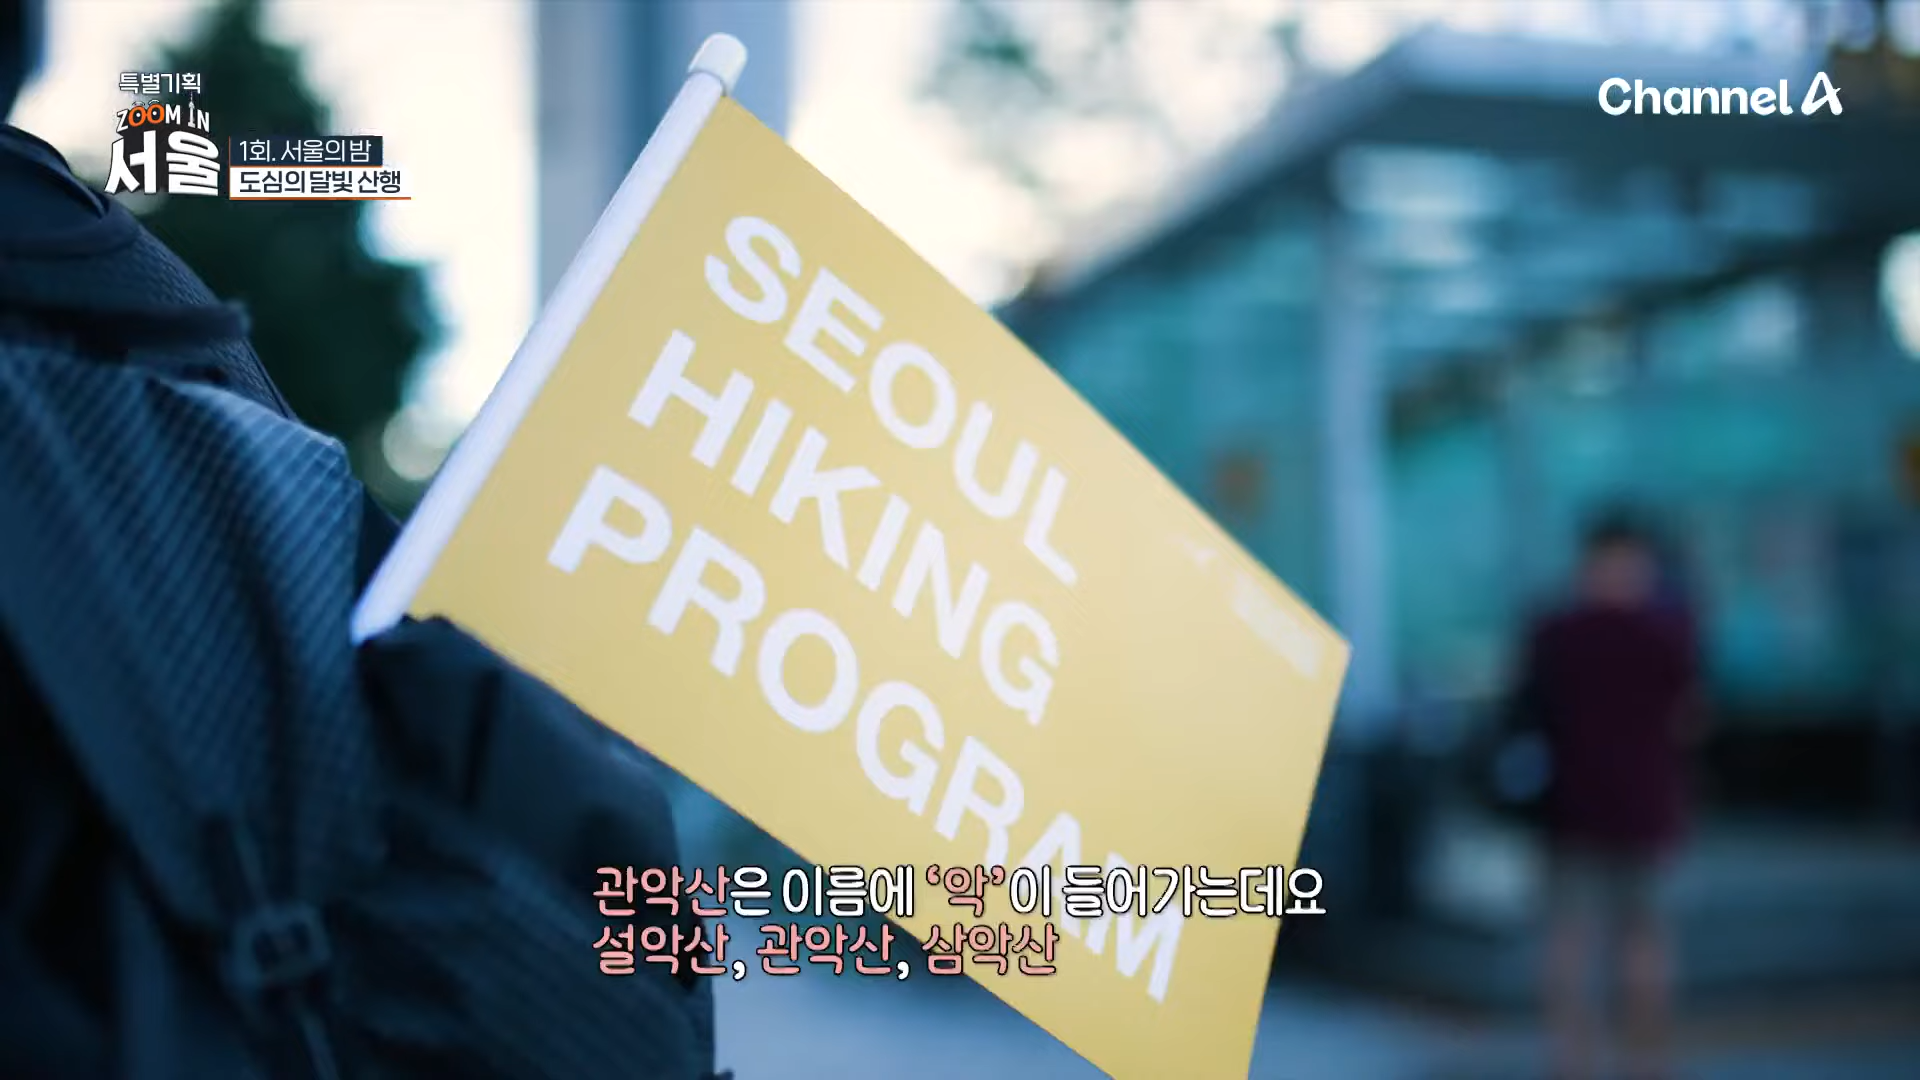 특별기획
ZOOM IN
서울
1회. 서울의 밤
도심의 달빛 산행
Channel A
SEOUL
HIKING
PROGRAM
관악산은 이름에 ‘악’이 들어가는데요
설악산, 관악산, 삼악산